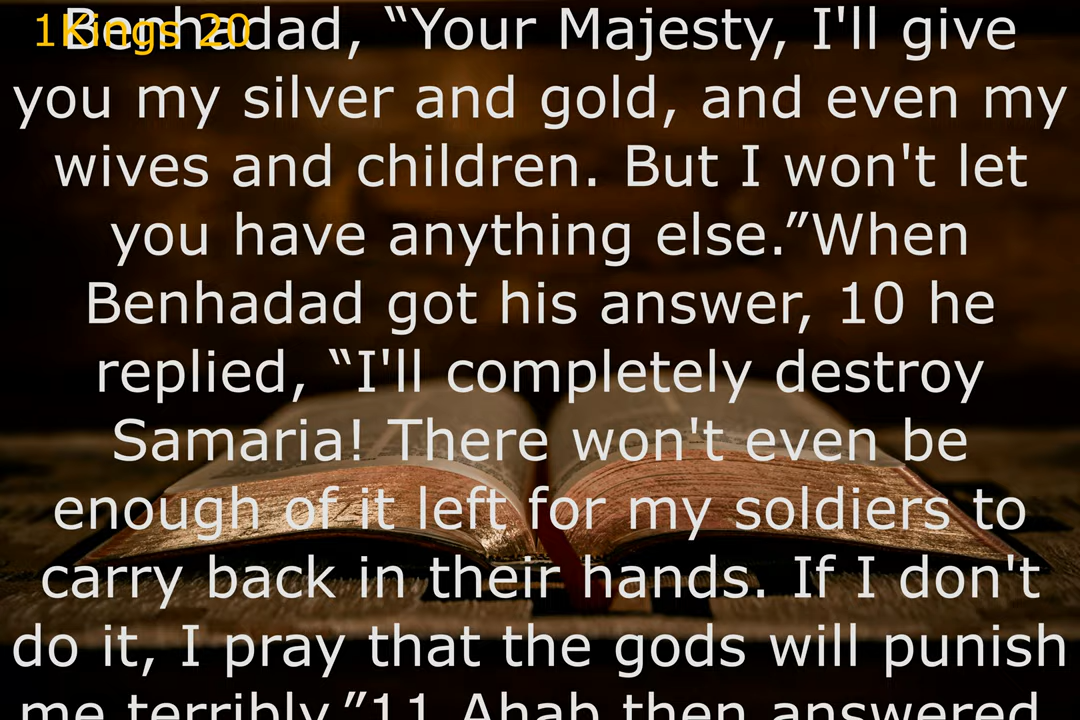 1Kings 20
Benhadad, “Your Majesty, I'll give
you my silver and gold, and even my
wives and children. But I won't let
you have anything else.”When
Benhadad got his answer, 10 he
replied, “I'll completely destroy
Samaria! There won't even be
enough of it left for my soldiers to
carry back in their hands. If I don't
do it, I pray that the gods will punish
me terribly.”11 Ahab then answered,